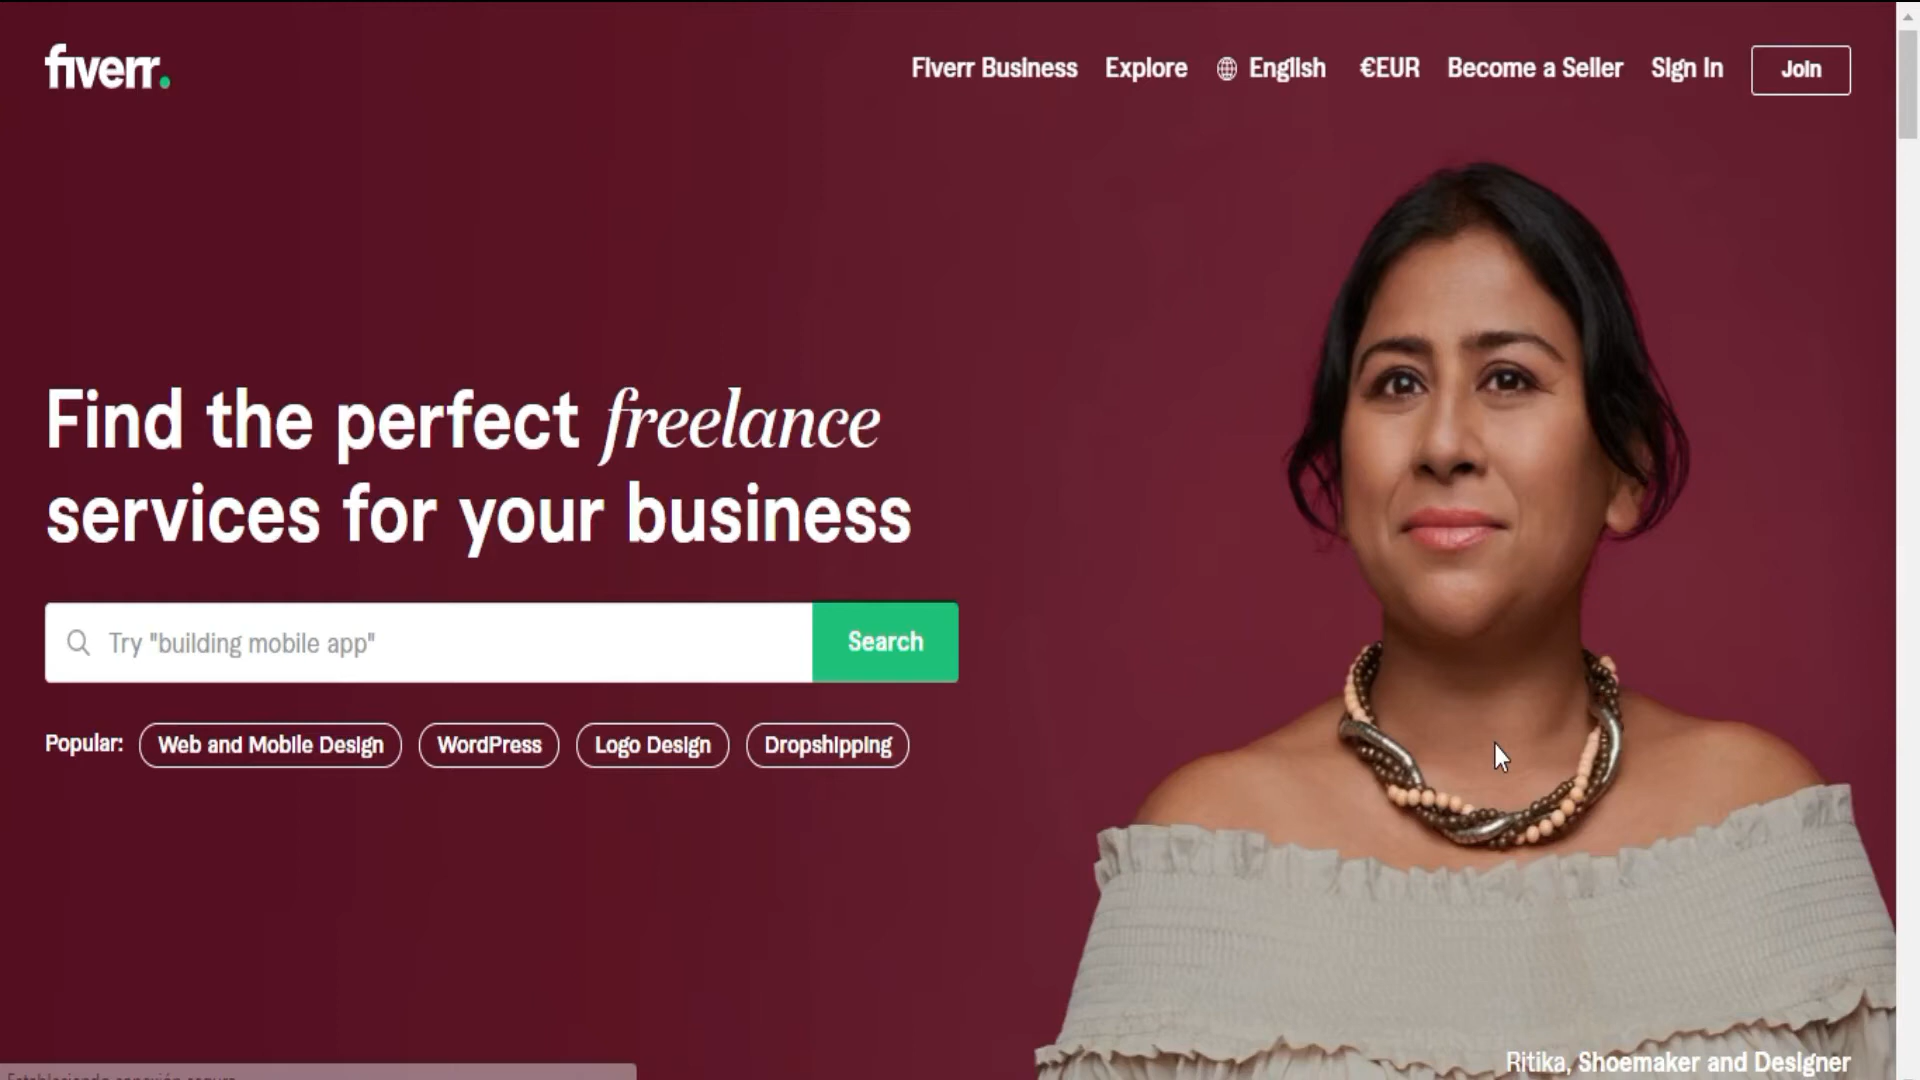 fiverr.
Fiverr Business
Explore
English
€EUR
Become a Seller
Sign In
Join
Find the perfect freelance
services for your business
Try "building mobile app"
Search
Popular:
Web and Mobile Design
WordPress
Logo Design
Dropshipping
Ritika, Shoemaker and Designer